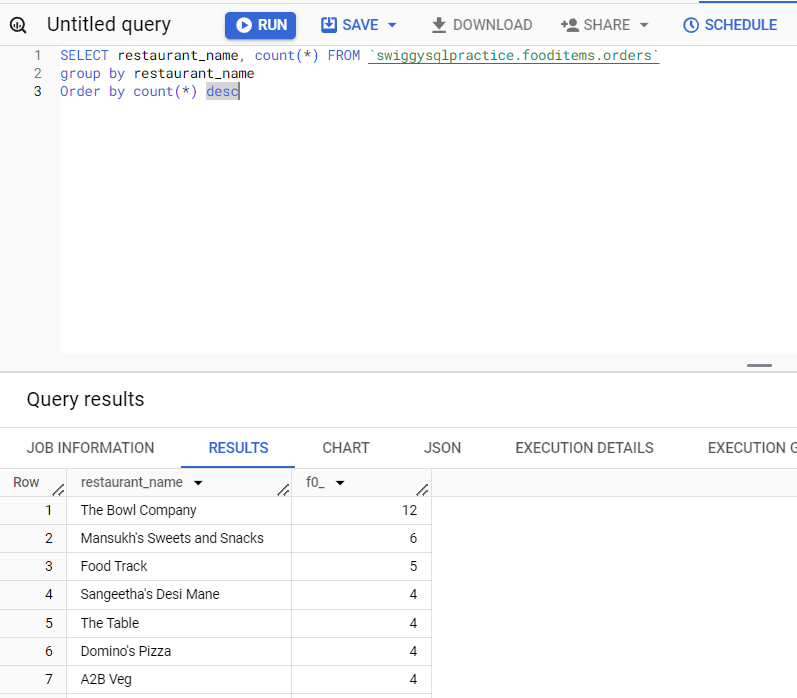 Untitled query RUN SAVE DOWNLOAD SHARE SCHEDULE
1 SELECT restaurant_name, count(*) FROM `swiggysqlpractice.fooditems.orders`
2 group by restaurant_name
3 Order by count(*) desc
Query results
JOB INFORMATION RESULTS CHART JSON EXECUTION DETAILS EXECUTION G
Row restaurant_name f0_
1 The Bowl Company 12
2 Mansukh's Sweets and Snacks 6
3 Food Track 5
4 Sangeetha's Desi Mane 4
5 The Table 4
6 Domino's Pizza 4
7 A2B Veg 4